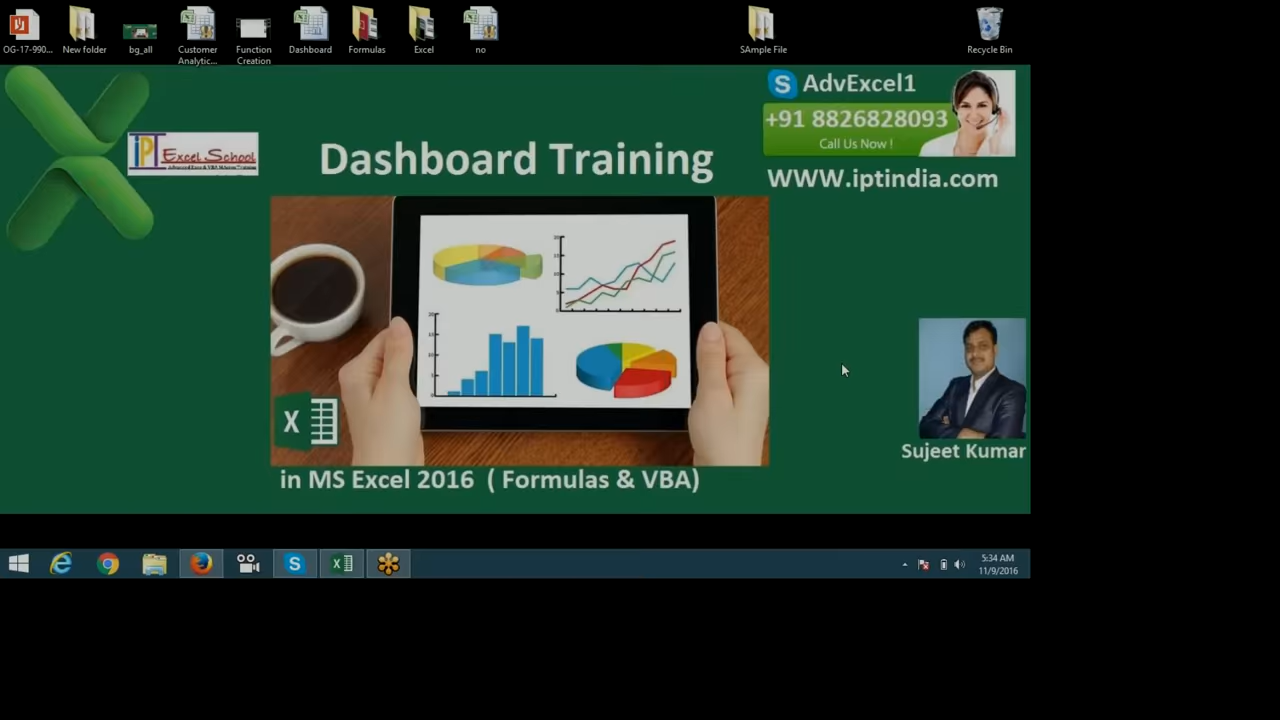 OG-17-990...
New folder
bg_all
Customer Analytic...
Function Creation
Dashboard
Formulas
Excel
no
SAmple File
Recycle Bin
S AdvExcel1
+91 8826828093
Call Us Now !
WWW.iptindia.com
iPT Excel School
Dashboard Training
X
in MS Excel 2016 ( Formulas & VBA)
Sujeet Kumar
5:34 AM
11/9/2016